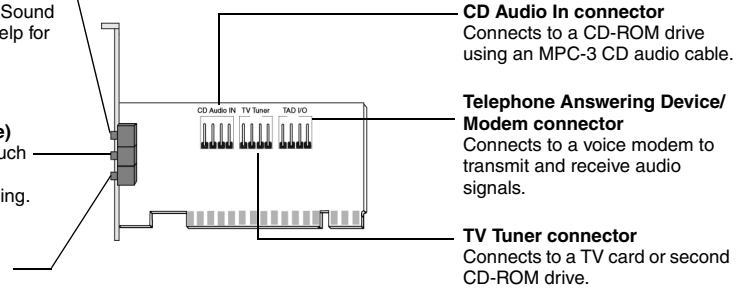 Sound
elp for
e)
uch
ing.
CD Audio IN TV Tuner TAD I/O
CD Audio In connector
Connects to a CD-ROM drive
using an MPC-3 CD audio cable.
Telephone Answering Device/
Modem connector
Connects to a voice modem to
transmit and receive audio
signals.
TV Tuner connector
Connects to a TV card or second
CD-ROM drive.